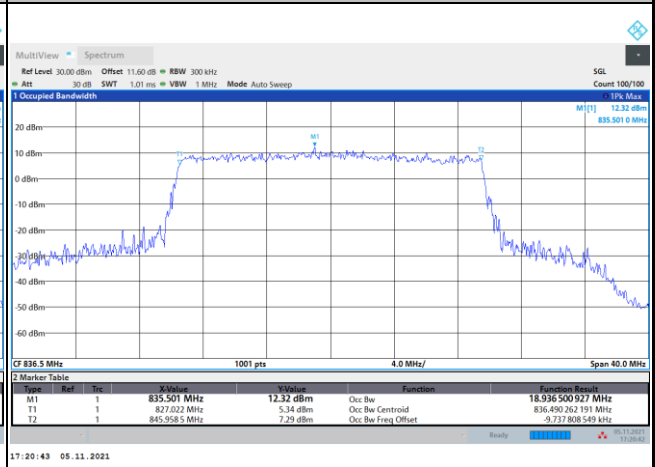 MultiView Spectrum
Ref Level 30.00 dBm Offset 11.60 dB RBW 300 kHz SGL
Att 30 dB SWT 1.01 ms VBW 1 MHz Mode Auto Sweep Count 100/100
1 Occupied Bandwidth 1Pk Max
M1[1] 12.32 dBm
835.501 0 MHz
M1
20 dBm
T1
T2
10 dBm
0 dBm
-10 dBm
-20 dBm
-30 dBm
-40 dBm
-50 dBm
-60 dBm
CF 836.5 MHz 1001 pts 4.0 MHz/ Span 40.0 MHz
2 Marker Table
Type Ref Trc X-Value Y-Value Function Function Result
M1 1 835.501 MHz 12.32 dBm Occ Bw 18.936 500 927 MHz
T1 1 827.022 MHz 5.34 dBm Occ Bw Centroid 836.490 262 191 MHz
T2 1 845.958 5 MHz 7.29 dBm Occ Bw Freq Offset -9.737 808 549 kHz
Ready 05.11.2021
17:20:42
17:20:43 05.11.2021